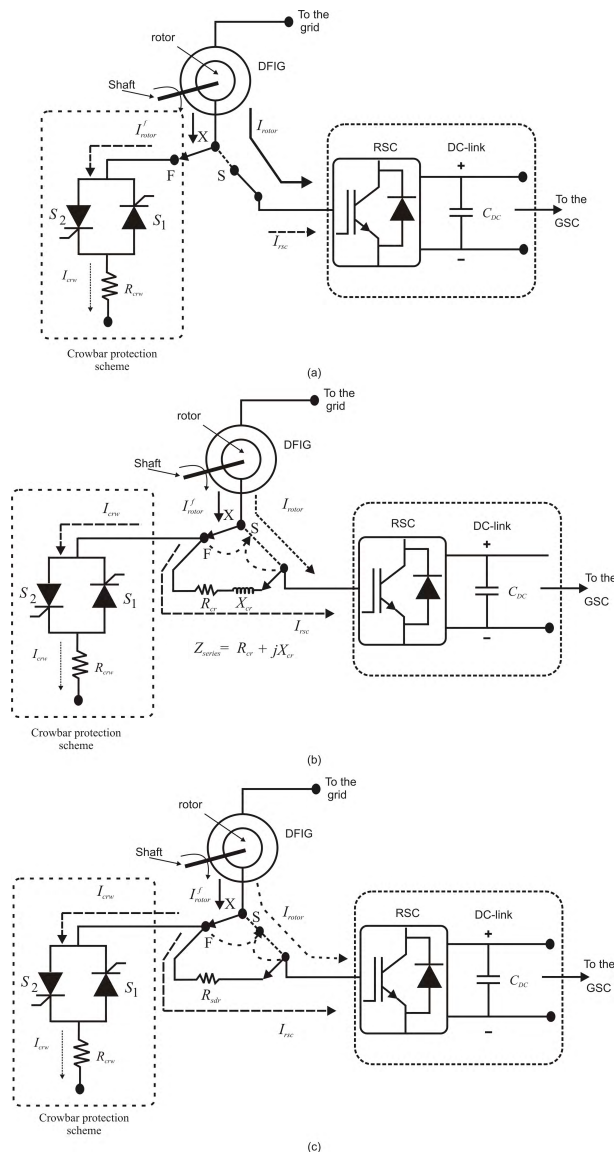 To the
grid
rotor
DFIG
Shaft
I^f_rotor
X
I_rotor
F
S
RSC
DC-link
+
S_2
S_1
C_DC
To the
GSC
I_rsc
−
I_crw
R_crw
Crowbar protection
scheme
(a)
To the
grid
rotor
DFIG
Shaft
I_crw
I^f_rotor
X
I_rotor
S
F
RSC
DC-link
+
S_2
S_1
R_cr
X_cr
C_DC
To the
GSC
I_rsc
−
Z_series = R_cr + jX_cr
I_crw
R_crw
Crowbar protection
scheme
(b)
To the
grid
rotor
DFIG
Shaft
I_crw
I^f_rotor
X
I_rotor
S
F
RSC
DC-link
+
S_2
S_1
R_sdr
C_DC
To the
GSC
I_rsc
−
I_crw
R_crw
Crowbar protection
scheme
(c)